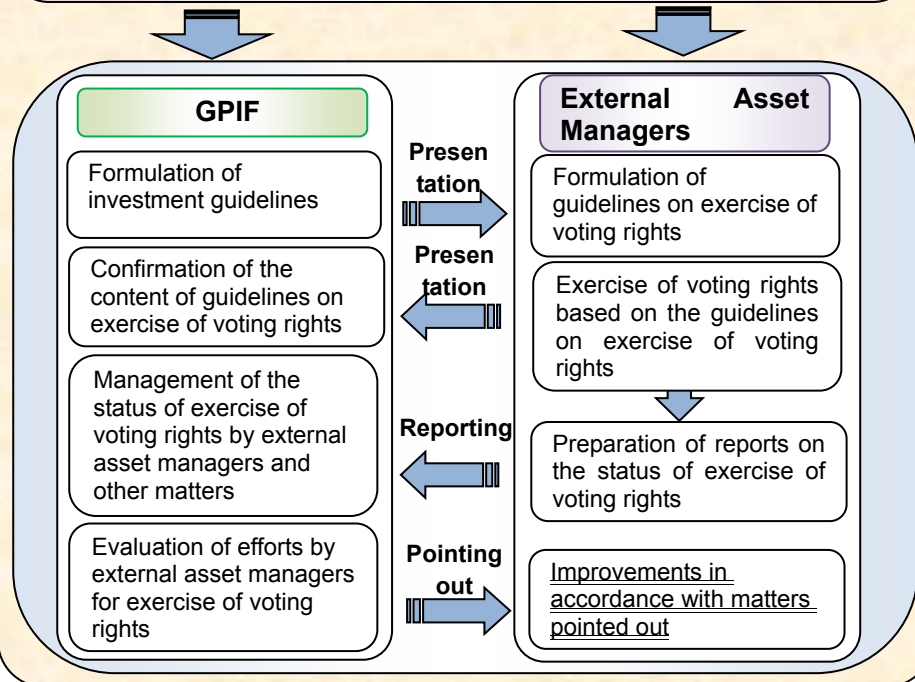 GPIF
Formulation of
investment guidelines
Confirmation of the
content of guidelines on
exercise of voting rights
Management of the
status of exercise of
voting rights by external
asset managers and
other matters
Evaluation of efforts by
external asset managers
for exercise of voting
rights
Presen
tation
Presen
tation
Reporting
Pointing
out
External Asset
Managers
Formulation of
guidelines on exercise of
voting rights
Exercise of voting rights
based on the guidelines
on exercise of voting
rights
Preparation of reports on
the status of exercise of
voting rights
Improvements in
accordance with matters
pointed out